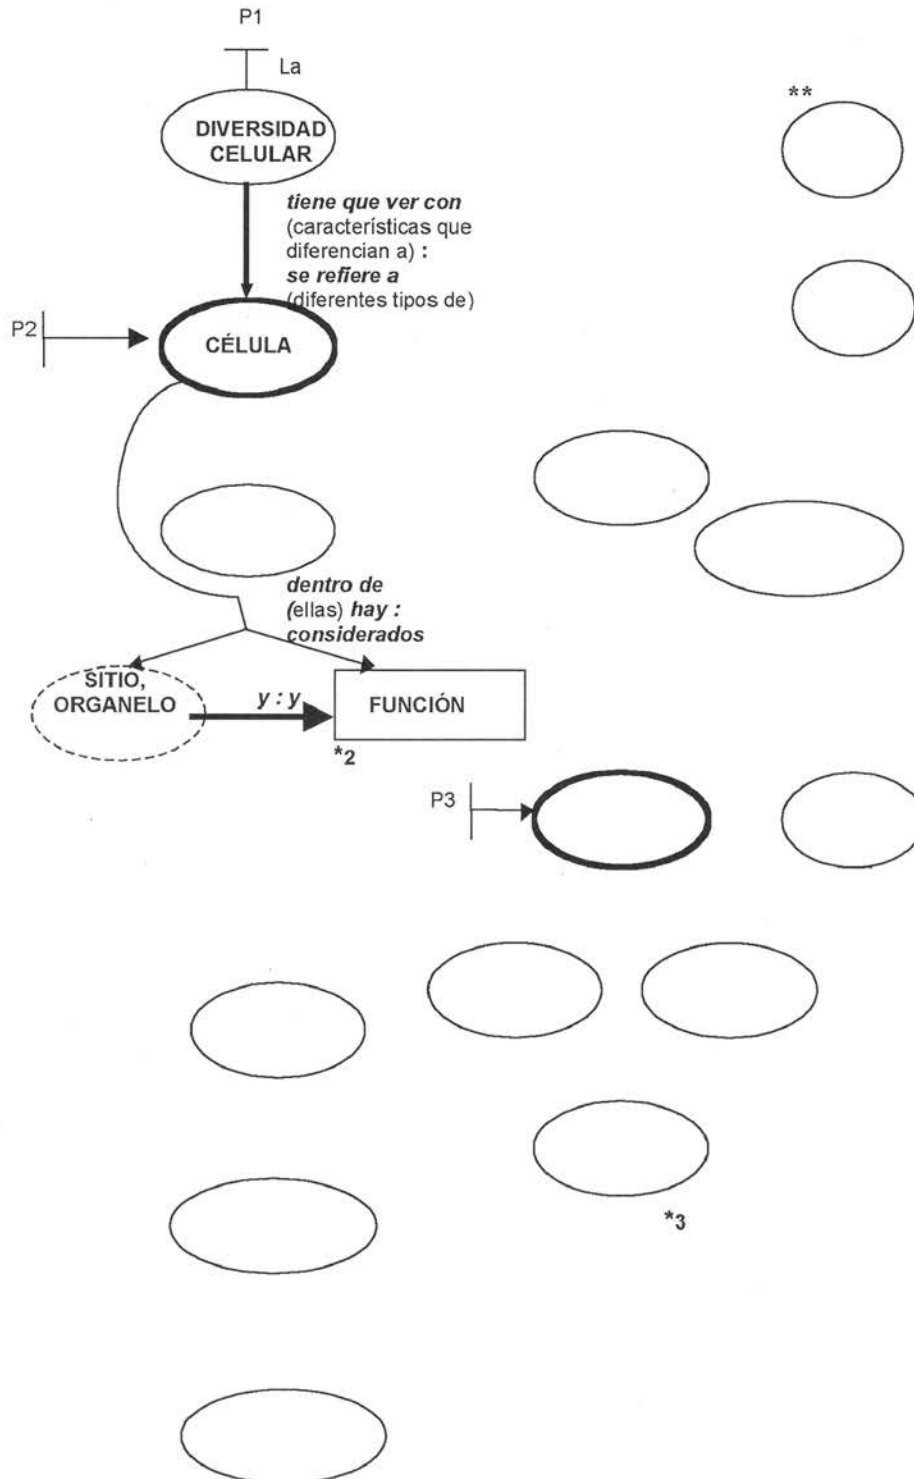 P1
La
**
DIVERSIDAD
CELULAR
tiene que ver con
(características que
diferencian a) :
se refiere a
(diferentes tipos de)
P2
CÉLULA
dentro de
(ellas) hay :
considerados
SITIO,
ORGANELO
y : y
FUNCIÓN
*2
P3
*3